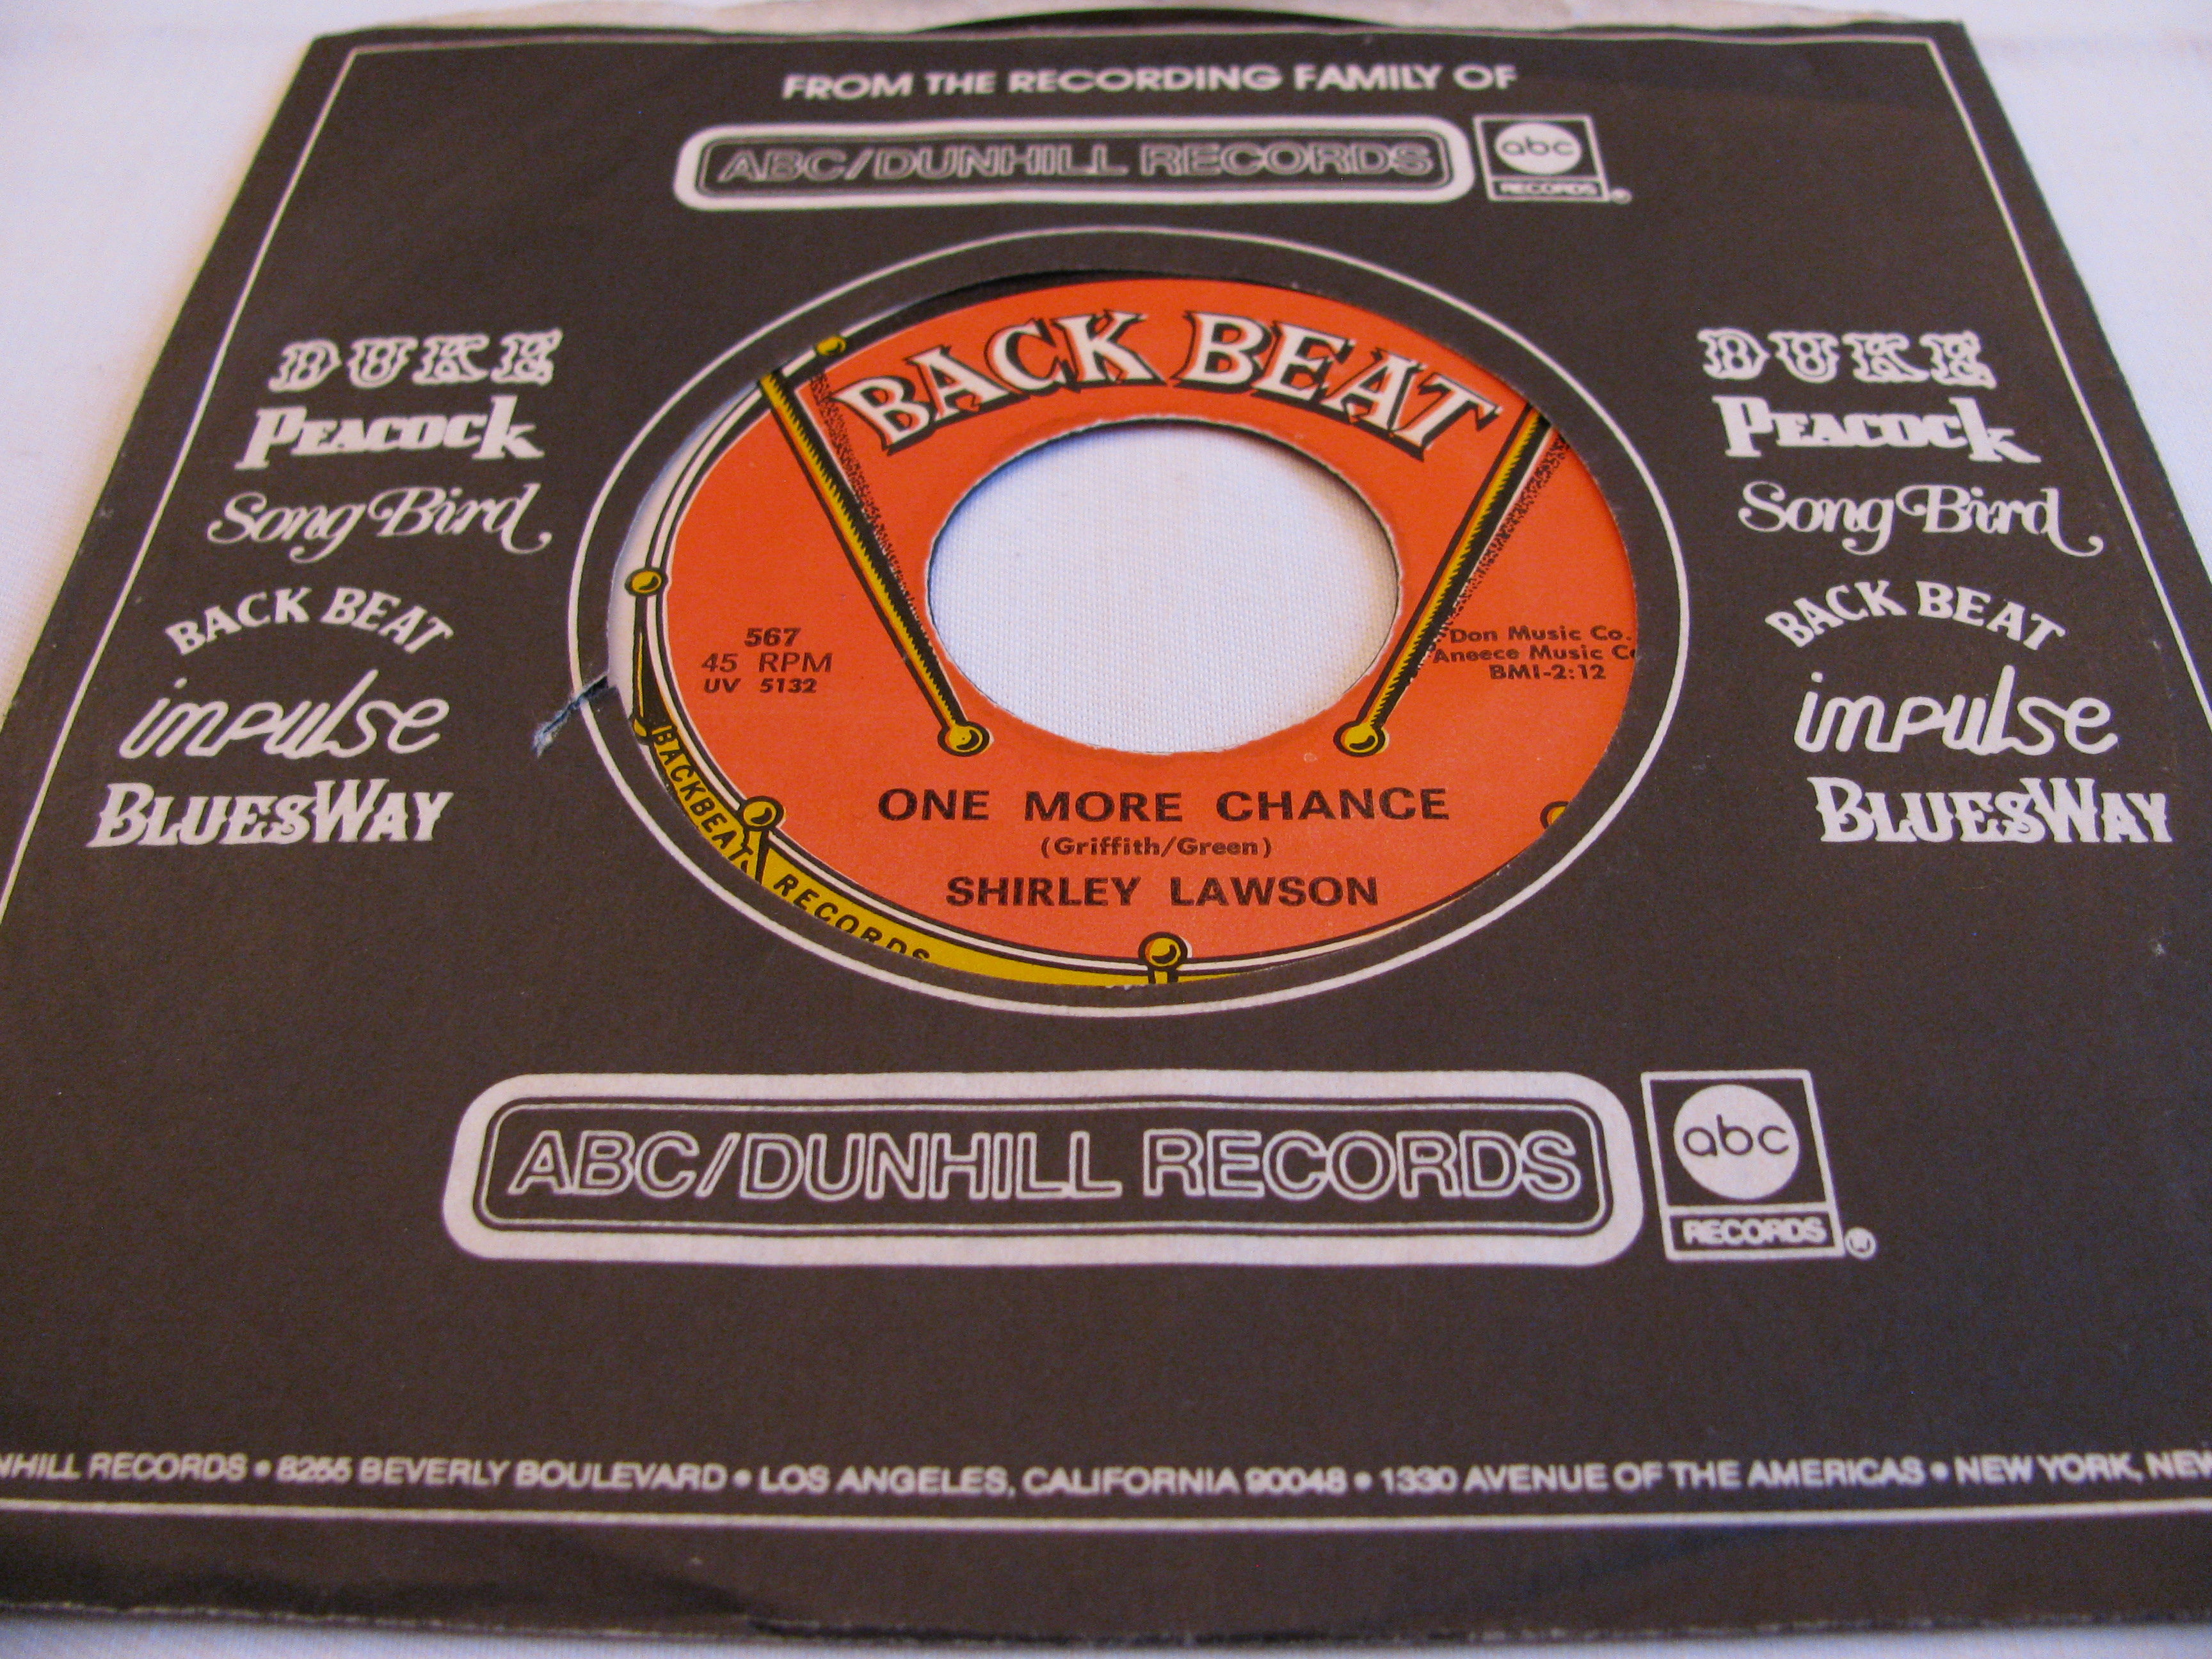 FROM THE RECORDING FAMILY OF
ABC/DUNHILL RECORDS
abc
RECORDS
DUKE
PEACOCK
Song Bird
BACK BEAT
impulse
BLUESWAY
BACK BEAT
567
45 RPM
UV 5132
Don Music Co.
Aneece Music C
BMI-2:12
ONE MORE CHANCE
(Griffith/Green)
SHIRLEY LAWSON
BACKBEAT RECORDS
DUKE
PEACOCK
Song Bird
BACK BEAT
impulse
BLUESWAY
ABC/DUNHILL RECORDS
abc
RECORDS
®
NHILL RECORDS • 8255 BEVERLY BOULEVARD • LOS ANGELES, CALIFORNIA 90048 • 1330 AVENUE OF THE AMERICAS • NEW YORK, NEW